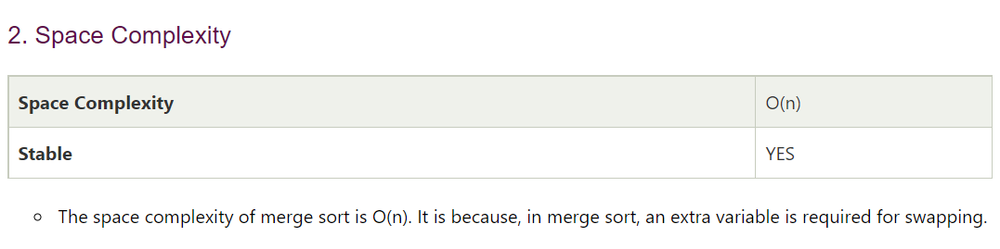 2. Space Complexity
Space Complexity O(n)
Stable YES
The space complexity of merge sort is O(n). It is because, in merge sort, an extra variable is required for swapping.